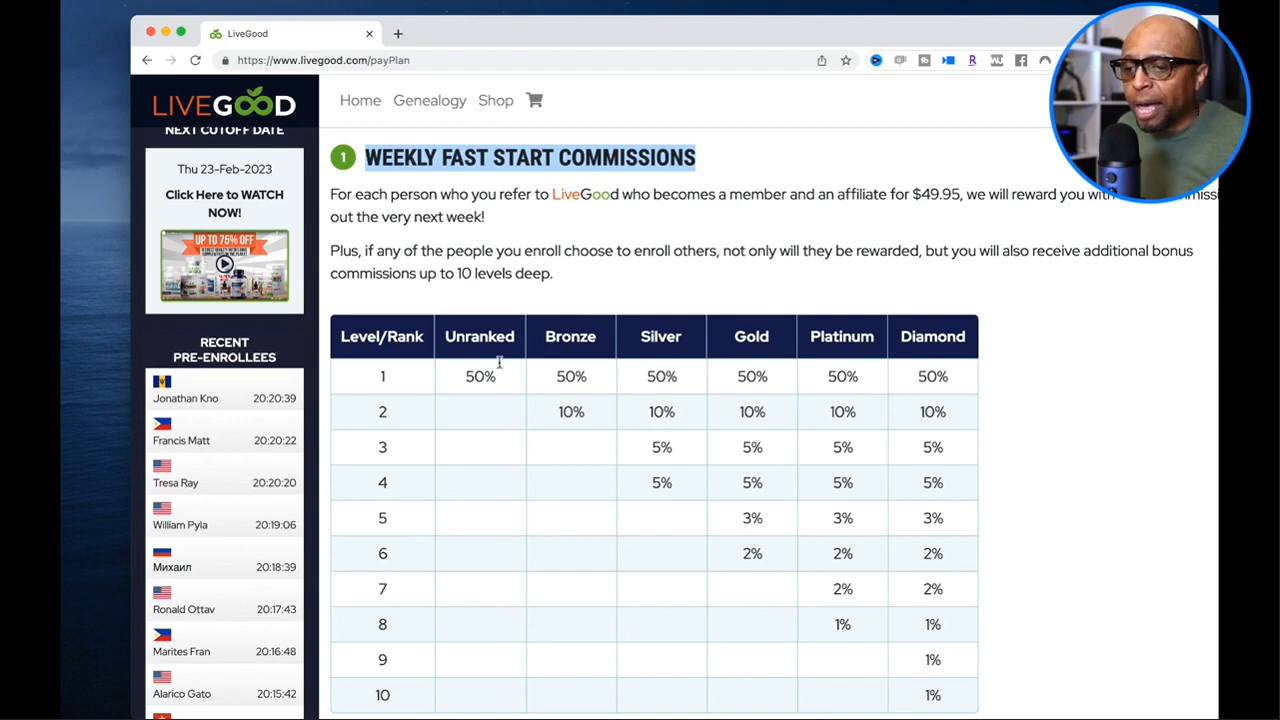 LiveGood
https://www.livegood.com/payPlan
LIVEGOOD
Home Genealogy Shop
NEXT CUTOFF DATE
Thu 23-Feb-2023
Click Here to WATCH
NOW!
UP TO 75% OFF
RECENT
PRE-ENROLLEES
Jonathan Kno 20:20:39
Francis Matt 20:20:22
Tresa Ray 20:20:20
William Pyla 20:19:06
Михаил 20:18:39
Ronald Ottav 20:17:43
Marites Fran 20:16:48
Alarico Gato 20:15:42
1 WEEKLY FAST START COMMISSIONS
For each person who you refer to LiveGood who becomes a member and an affiliate for $49.95, we will reward you
out the very next week!
Plus, if any of the people you enroll choose to enroll others, not only will they be rewarded, but you will also receive additional bonus
commissions up to 10 levels deep.
Level/Rank Unranked Bronze Silver Gold Platinum Diamond
1 50% 50% 50% 50% 50% 50%
2 10% 10% 10% 10% 10%
3 5% 5% 5% 5%
4 5% 5% 5% 5%
5 3% 3% 3%
6 2% 2% 2%
7 2% 2%
8 1% 1%
9 1%
10 1%